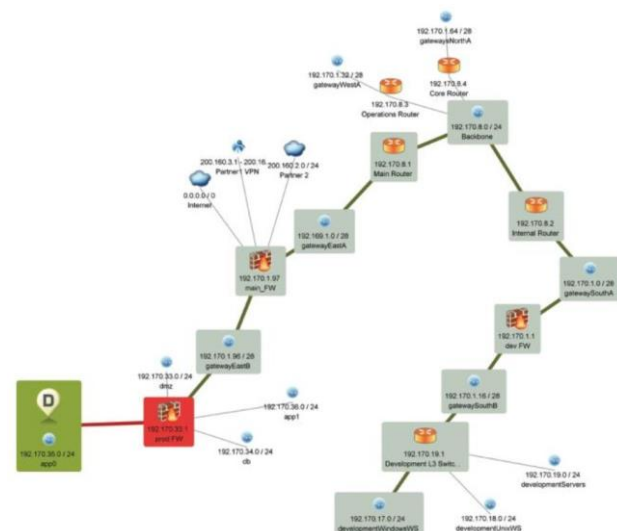 192.170.1.64 / 28
gatewayNorthA
192.170.1.32 / 28
gatewayWestA
192.170.8.4
Core Router
192.170.8.3
Operations Router
192.170.8.0 / 24
Backbone
200.160.3.1 - 200.16.
Partner1 VPN
200.160.2.0 / 24
Partner 2
192.170.8.1
Main Router
0.0.0.0 / 0
Internet
192.169.1.0 / 28
gatewayEastA
192.170.8.2
Internal Router
192.170.1.97
main_FW
192.170.1.0 / 28
gatewaySouthA
192.170.1.1
dev FW
192.170.1.96 / 28
gatewayEastB
192.170.33.0 / 24
dmz
192.170.1.16 / 28
gatewaySouthB
D
192.170.36.0 / 24
app1
192.170.33.1
prod FW
192.170.35.0 / 24
app0
192.170.34.0 / 24
db
192.170.19.1
Development L3 Switc...
192.170.19.0 / 24
developmentServers
192.170.17.0 / 24
developmentWindowsWS
192.170.18.0 / 24
developmentUnixWS